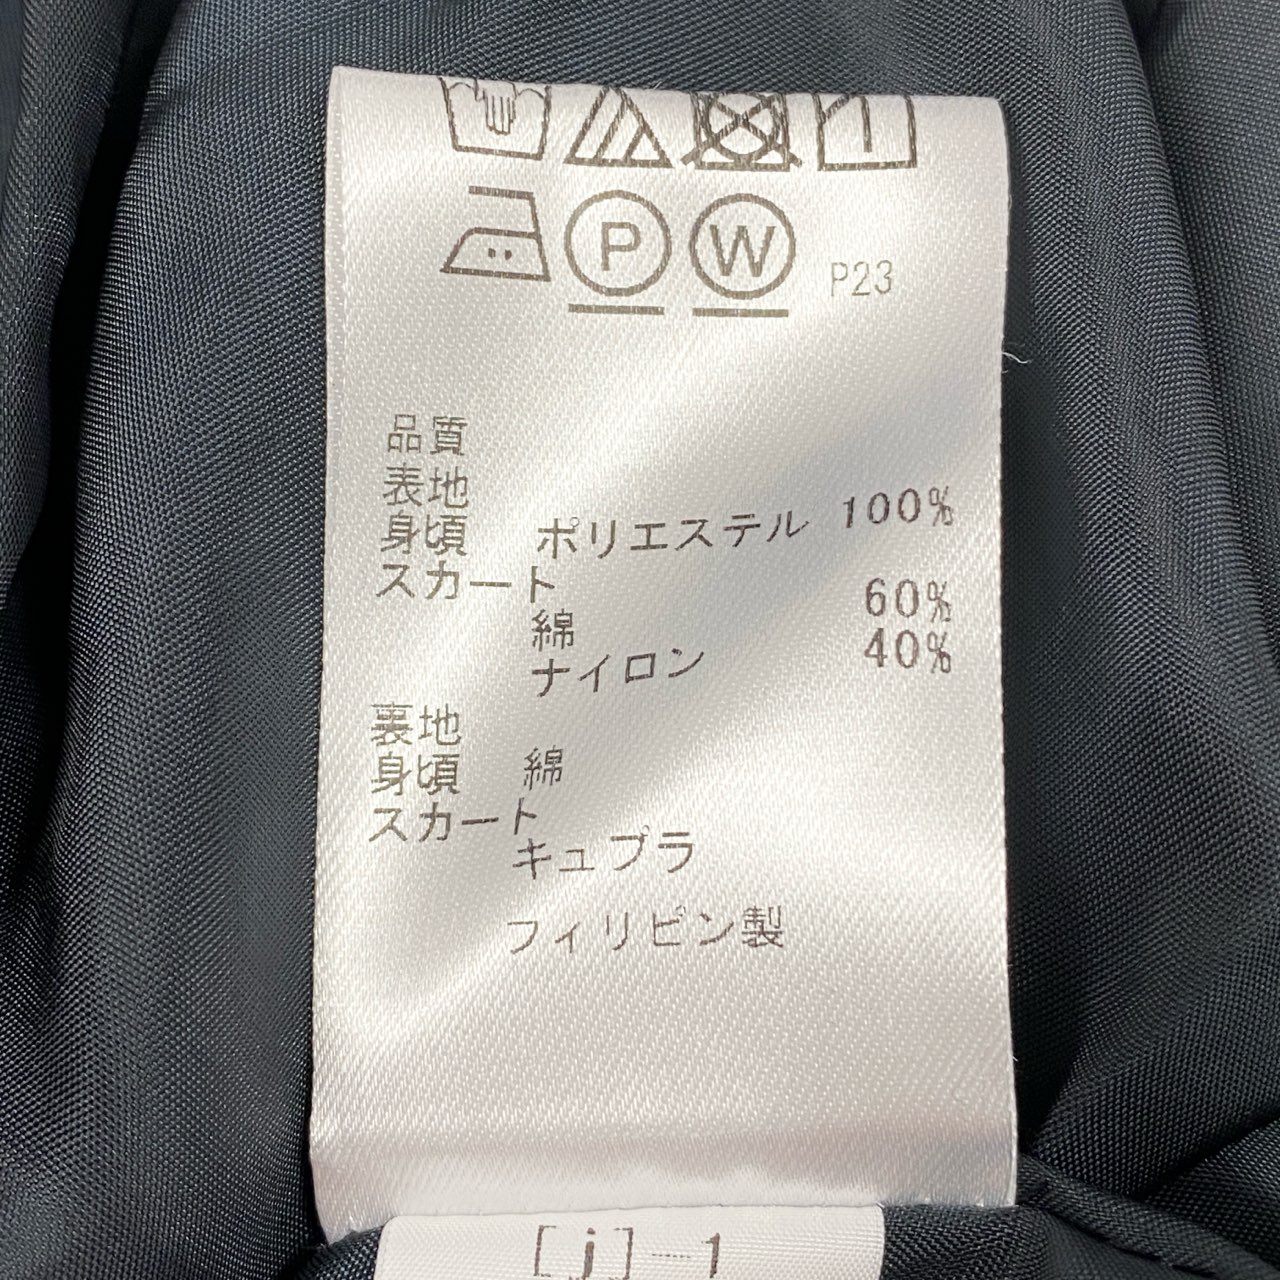 P
W
P23
品質
表地
身頃 ポリエステル 100%
スカート
綿 60%
ナイロン 40%
裏地
身頃 綿
スカート
キュプラ
フィリピン製
[j]-1